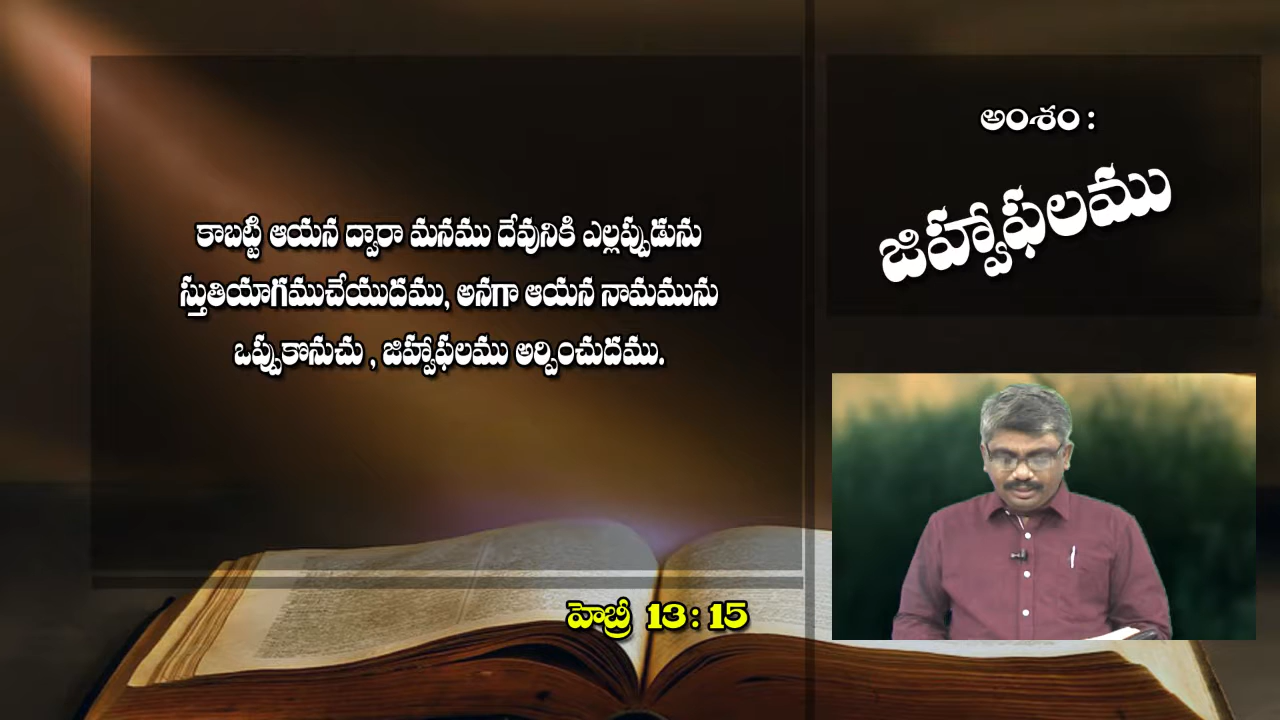 కాబట్టి ఆయన ద్వారా మనము దేవునికి ఎల్లప్పుడును
స్తుతియాగముచేయుదము, అనగా ఆయన నామమును
ఒప్పుకొనుచు , జిహ్వాఫలము అర్పించుదము.
హెబ్రీ 13 : 15
అంశం :
జిహ్వాఫలము